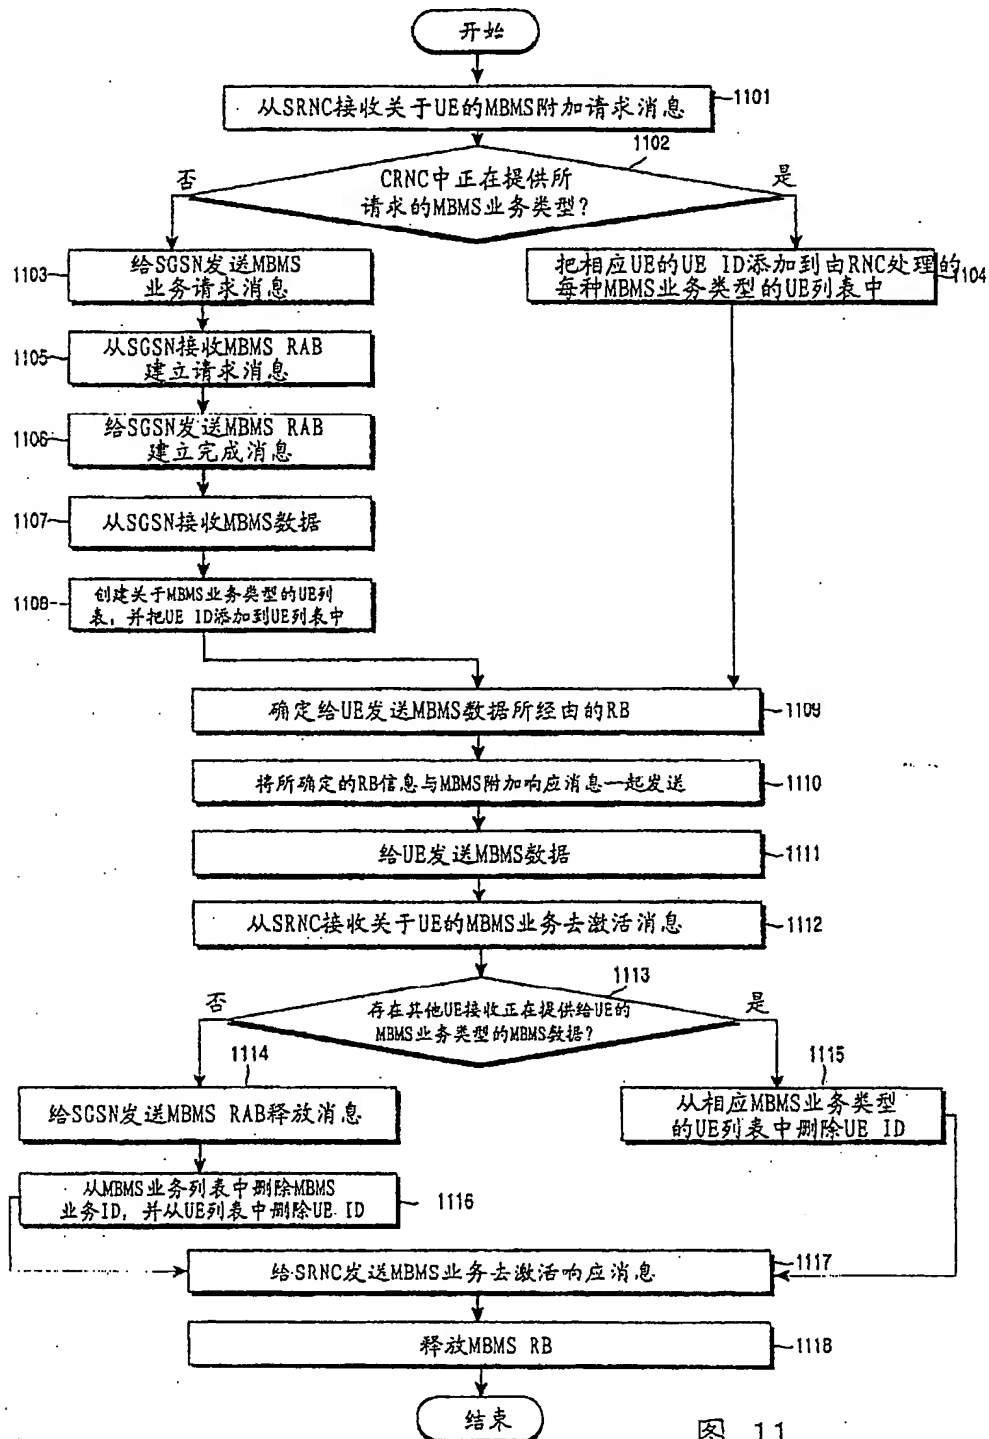 开始
从SRNC接收关于UE的MBMS附加请求消息
1101
1102
CRNC中正在提供所
请求的MBMS业务类型?
否
是
1103
给SGSN发送MBMS
业务请求消息
把相应UE的UE ID添加到由RNC处理的
每种MBMS业务类型的UE列表中
1104
1105
从SGSN接收MBMS RAB
建立请求消息
1106
给SGSN发送MBMS RAB
建立完成消息
1107
从SGSN接收MBMS数据
1108
创建关于MBMS业务类型的UE列
表,并把UE ID添加到UE列表中
确定给UE发送MBMS数据所经由的RB
1109
将所确定的RB信息与MBMS附加响应消息一起发送
1110
给UE发送MBMS数据
1111
从SRNC接收关于UE的MBMS业务去激活消息
1112
1113
存在其他UE接收正在提供给UE的
MBMS业务类型的MBMS数据?
否
是
1114
给SGSN发送MBMS RAB释放消息
1115
从相应MBMS业务类型
的UE列表中删除UE ID
从MBMS业务列表中删除MBMS
业务ID,并从UE列表中删除UE ID
1116
给SRNC发送MBMS业务去激活响应消息
1117
释放MBMS RB
1118
结束
图 11